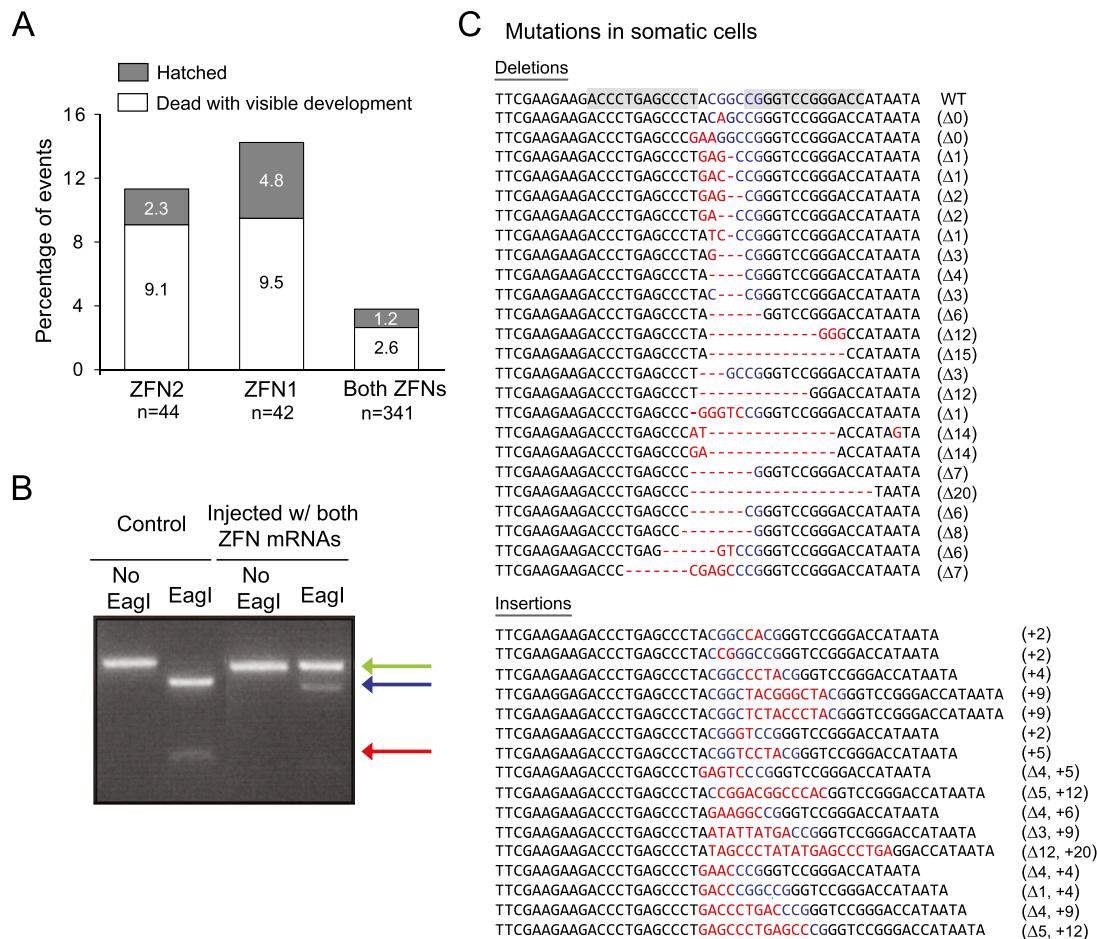 A
Hatched
Dead with visible development
Percentage of events
16
12
8
4
0
2.3
9.1
4.8
9.5
1.2
2.6
ZFN2
n=44
ZFN1
n=42
Both ZFNs
n=341
B
Control
Injected w/ both
ZFN mRNAs
No
EagI
EagI
No
EagI
EagI
C Mutations in somatic cells
Deletions
TTCGAAGAAGACCCTGAGCCCTACGGCCGGGTCCGGGACCATAATA WT
TTCGAAGAAGACCCTGAGCCCTACAGCCGGGTCCGGGACCATAATA (Δ0)
TTCGAAGAAGACCCTGAGCCCGAAGGCCGGGTCCGGGACCATAATA (Δ0)
TTCGAAGAAGACCCTGAGCCCTGAG-CCGGGTCCGGGACCATAATA (Δ1)
TTCGAAGAAGACCCTGAGCCCTGAC-CCGGGTCCGGGACCATAATA (Δ1)
TTCGAAGAAGACCCTGAGCCCTGAG--CGGGTCCGGGACCATAATA (Δ2)
TTCGAAGAAGACCCTGAGCCCTGA--CCGGGTCCGGGACCATAATA (Δ2)
TTCGAAGAAGACCCTGAGCCCTATC-CCGGGTCCGGGACCATAATA (Δ1)
TTCGAAGAAGACCCTGAGCCCTAG---CGGGTCCGGGACCATAATA (Δ3)
TTCGAAGAAGACCCTGAGCCCTA----CGGGTCCGGGACCATAATA (Δ4)
TTCGAAGAAGACCCTGAGCCCTAC---CGGGTCCGGGACCATAATA (Δ3)
TTCGAAGAAGACCCTGAGCCCTA------GGTCCGGGACCATAATA (Δ6)
TTCGAAGAAGACCCTGAGCCCTA------------GGGCCATAATA (Δ12)
TTCGAAGAAGACCCTGAGCCCTA---------------CCATAATA (Δ15)
TTCGAAGAAGACCCTGAGCCCT---GCCGGGTCCGGGACCATAATA (Δ3)
TTCGAAGAAGACCCTGAGCCCT------------GGGACCATAATA (Δ12)
TTCGAAGAAGACCCTGAGCCC-GGGTCCGGGTCCGGGACCATAATA (Δ1)
TTCGAAGAAGACCCTGAGCCCAT--------------ACCATAGTA (Δ14)
TTCGAAGAAGACCCTGAGCCCGA--------------ACCATAATA (Δ14)
TTCGAAGAAGACCCTGAGCCC-------GGGTCCGGGACCATAATA (Δ7)
TTCGAAGAAGACCCTGAGCCC--------------------TAATA (Δ20)
TTCGAAGAAGACCCTGAGCCC------CGGGTCCGGGACCATAATA (Δ6)
TTCGAAGAAGACCCTGAGCC--------GGGTCCGGGACCATAATA (Δ8)
TTCGAAGAAGACCCTGAG------GTCCGGGTCCGGGACCATAATA (Δ6)
TTCGAAGAAGACCC-------CGAGCCCGGGTCCGGGACCATAATA (Δ7)
Insertions
TTCGAAGAAGACCCTGAGCCCTACGGCCACGGGTCCGGGACCATAATA (+2)
TTCGAAGAAGACCCTGAGCCCTACCGGGCCGGGTCCGGGACCATAATA (+2)
TTCGAAGAAGACCCTGAGCCCTACGGCCCTACGGGTCCGGGACCATAATA (+4)
TTCGAAGGAGACCCTGAGCCCTACGGCTACGGGCTACGGGTCCGGGACCATAATA (+9)
TTCGAAGAAGACCCTGAGCCCTACGGCTCTACCCTACGGGTCCGGGACCATAATA (+9)
TTCGAAGAAGACCCTGAGCCCTACGGGTCCGGGTCCGGGACCATAATA (+2)
TTCGAAGAAGACCCTGAGCCCTACGGTCCTACGGGTCCGGGACCATAATA (+5)
TTCGAAGAAGACCCTGAGCCCTGAGTCCCGGGTCCGGGACCATAATA (Δ4, +5)
TTCGAAGAAGACCCTGAGCCCTACCGGACGGCCCACGGTCCGGGACCATAATA (Δ5, +12)
TTCGAAGAAGACCCTGAGCCCTAGAAGGCCGGGTCCGGGACCATAATA (Δ4, +6)
TTCGAAGAAGACCCTGAGCCCTAATATTATGACCGGGTCCGGGACCATAATA (Δ3, +9)
TTCGAAGAAGACCCTGAGCCCTATAGCCCTATATGAGCCCTGAGGACCATAATA (Δ12, +20)
TTCGAAGAAGACCCTGAGCCCTGAACCCGGGTCCGGGACCATAATA (Δ4, +4)
TTCGAAGAAGACCCTGAGCCCTGACCCGGCCGGGTCCGGGACCATAATA (Δ1, +4)
TTCGAAGAAGACCCTGAGCCCTGACCCTGACCCGGGTCCGGGACCATAATA (Δ4, +9)
TTCGAAGAAGACCCTGAGCCCTGAGCCCTGAGCCCGGGTCCGGGACCATAATA (Δ5, +12)